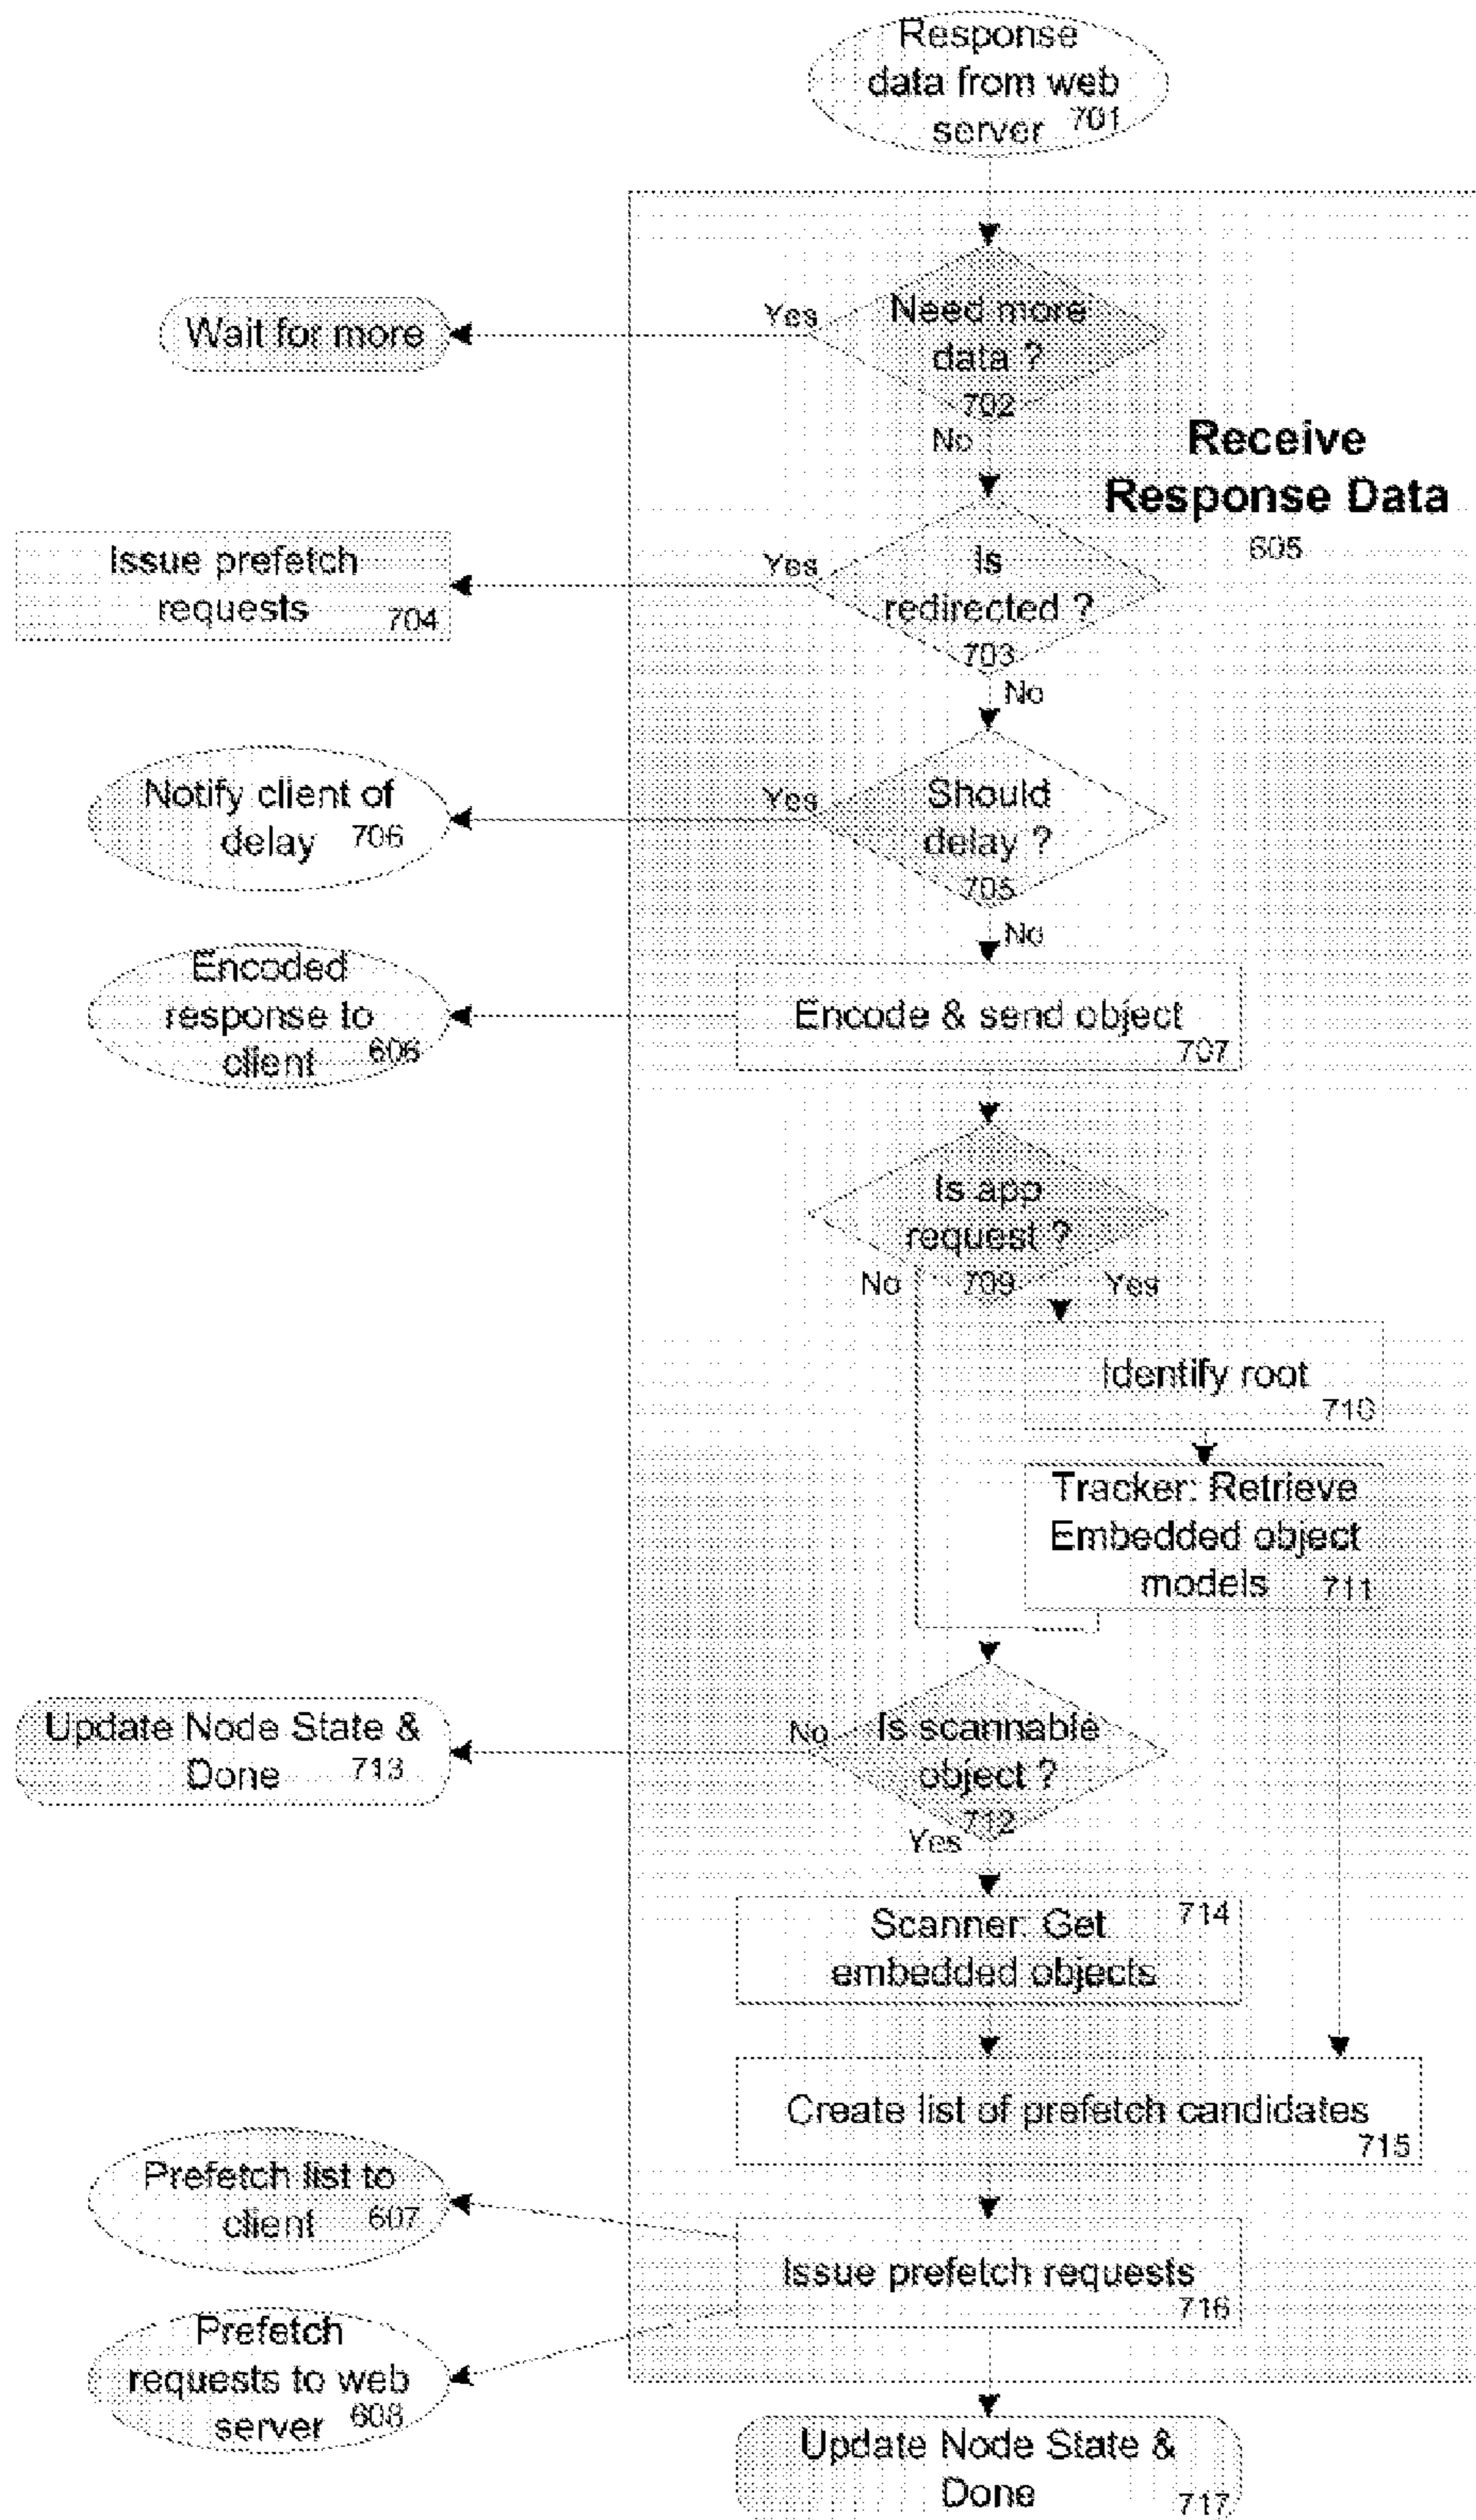 Response
data from web
server 701
Yes
Need more
data ?
702
No
Wait for more
Receive
Response Data
605
Issue prefetch
requests 704
Yes
Is
redirected ?
703
No
Notify client of
delay 706
Yes
Should
delay ?
705
No
Encoded
response to
client 606
Encode & send object
707
Is app
request ?
No 709 Yes
Identify root
710
Tracker: Retrieve
Embedded object
models 711
Update Node State &
Done 713
No
Is scannable
object ?
712
Yes
Scanner: Get 714
embedded objects
Create list of prefetch candidates
715
Prefetch list to
client 607
Issue prefetch requests
716
Prefetch
requests to web
server 608
Update Node State &
Done 717